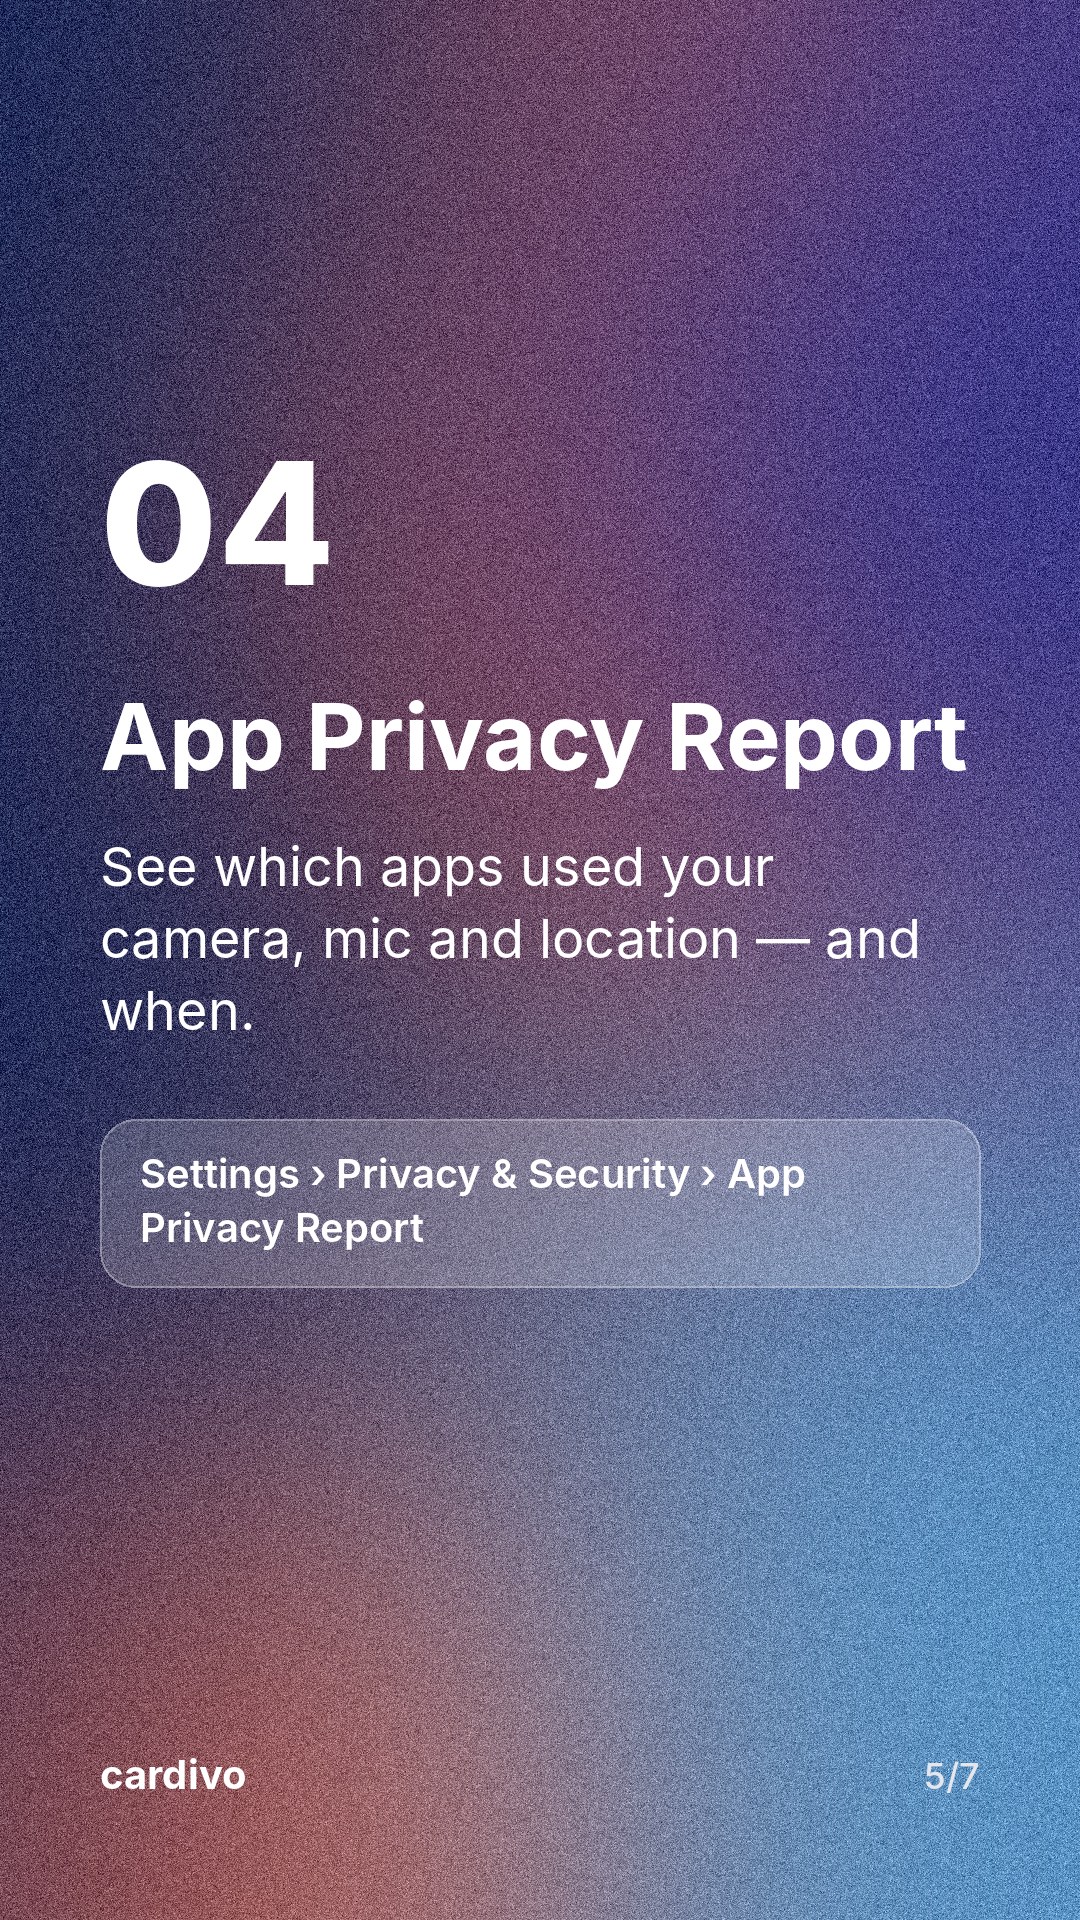 04
App Privacy Report
See which apps used your
camera, mic and location — and
when.
Settings › Privacy & Security › App
Privacy Report
cardivo
5/7